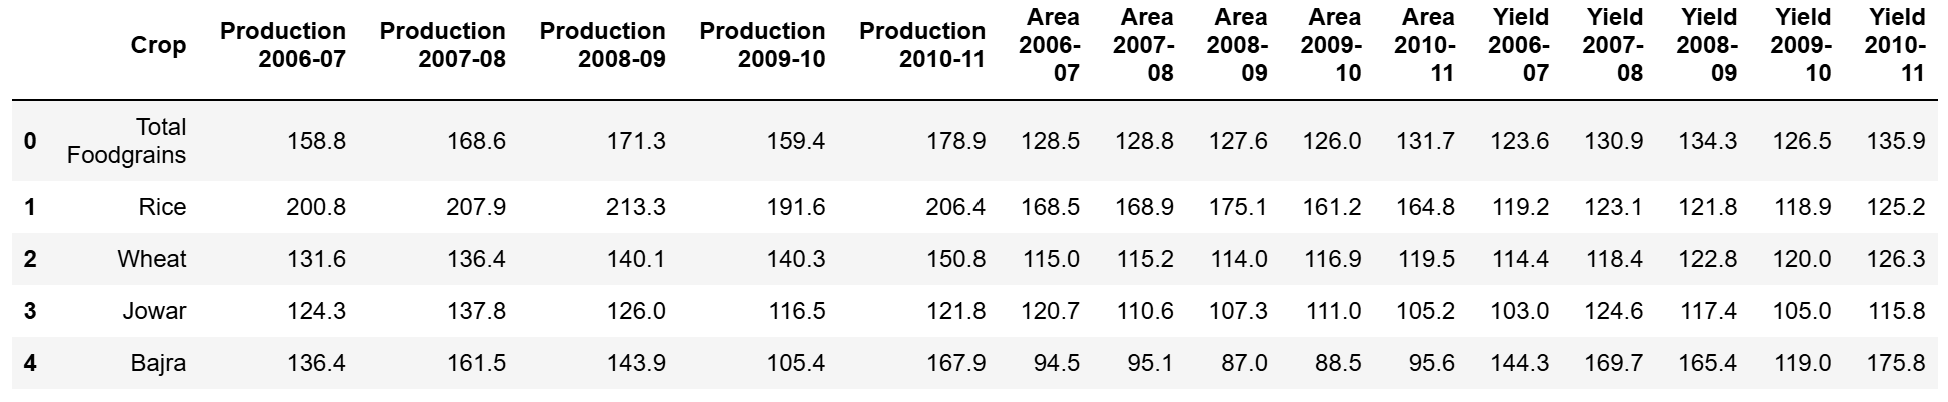 Crop Production 2006-07 Production 2007-08 Production 2008-09 Production 2009-10 Production 2010-11 Area 2006-07 Area 2007-08 Area 2008-09 Area 2009-10 Area 2010-11 Yield 2006-07 Yield 2007-08 Yield 2008-09 Yield 2009-10 Yield 2010-11
0 Total Foodgrains 158.8 168.6 171.3 159.4 178.9 128.5 128.8 127.6 126.0 131.7 123.6 130.9 134.3 126.5 135.9
1 Rice 200.8 207.9 213.3 191.6 206.4 168.5 168.9 175.1 161.2 164.8 119.2 123.1 121.8 118.9 125.2
2 Wheat 131.6 136.4 140.1 140.3 150.8 115.0 115.2 114.0 116.9 119.5 114.4 118.4 122.8 120.0 126.3
3 Jowar 124.3 137.8 126.0 116.5 121.8 120.7 110.6 107.3 111.0 105.2 103.0 124.6 117.4 105.0 115.8
4 Bajra 136.4 161.5 143.9 105.4 167.9 94.5 95.1 87.0 88.5 95.6 144.3 169.7 165.4 119.0 175.8